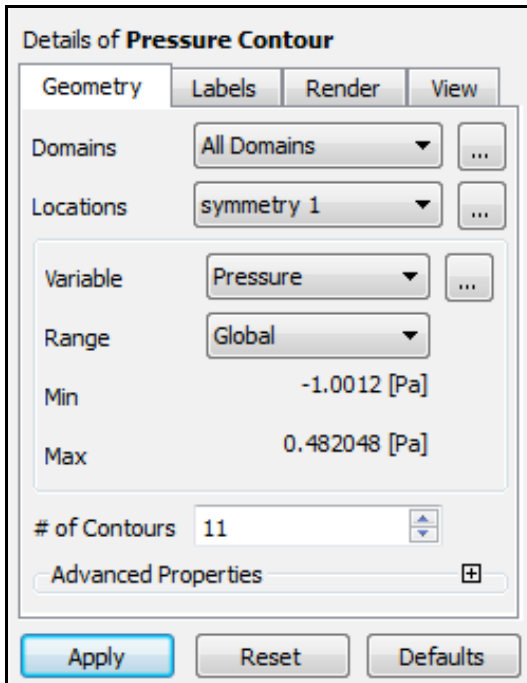 Details of Pressure Contour
Geometry Labels Render View
Domains All Domains ...
Locations symmetry 1 ...
Variable Pressure ...
Range Global
Min -1.0012 [Pa]
Max 0.482048 [Pa]
# of Contours 11
Advanced Properties
Apply Reset Defaults